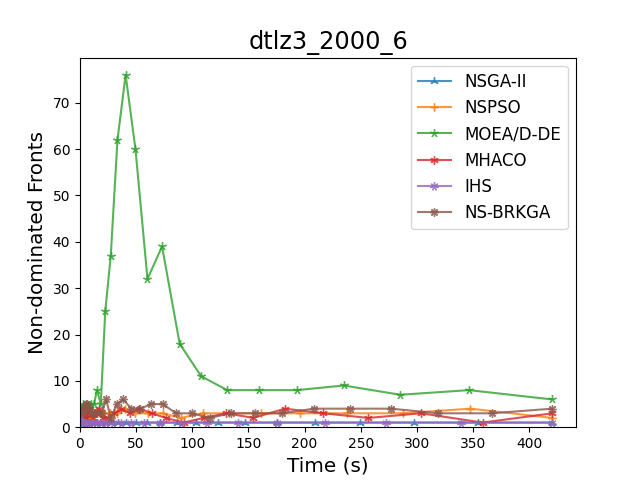 dtlz3_2000_6
Non-dominated Fronts
70
60
50
40
30
20
10
0
NSGA-II
NSPSO
MOEA/D-DE
MHACO
IHS
NS-BRKGA
0 50 100 150 200 250 300 350 400
Time (s)